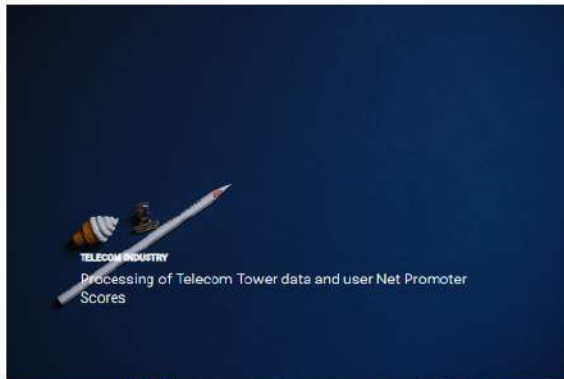 TELECOM INDUSTRY
Processing of Telecom Tower data and user Net Promoter
Scores